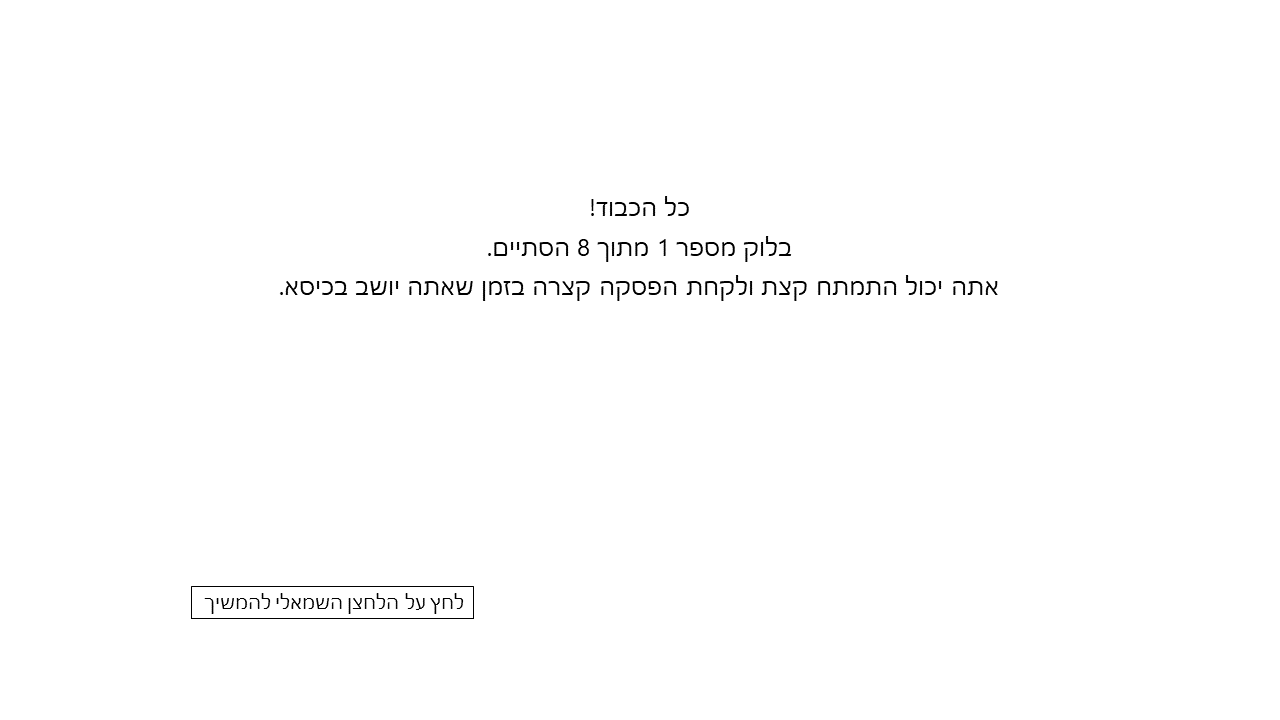 כל הכבוד!
בלוק מספר 1 מתוך 8 הסתיים.
אתה יכול התמתח קצת ולקחת הפסקה קצרה בזמן שאתה יושב בכיסא.
לחץ על הלחצן השמאלי להמשיך